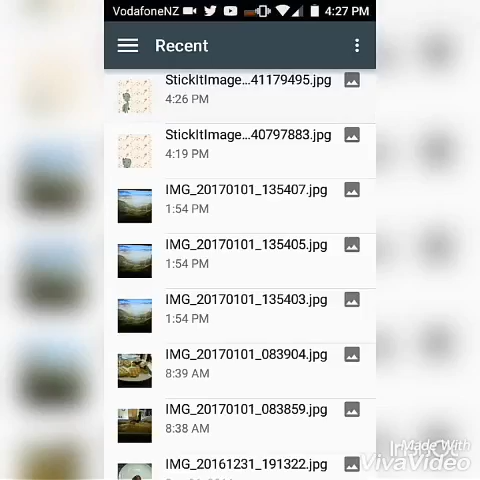 VodafoneNZ 4:27 PM
Recent
StickItImage...41179495.jpg
4:26 PM
StickItImage...40797883.jpg
4:19 PM
IMG_20170101_135407.jpg
1:54 PM
IMG_20170101_135405.jpg
1:54 PM
IMG_20170101_135403.jpg
1:54 PM
IMG_20170101_083904.jpg
8:39 AM
IMG_20170101_083859.jpg
8:38 AM
IMG_20161231_191322.jpg
Made With
VivaVideo